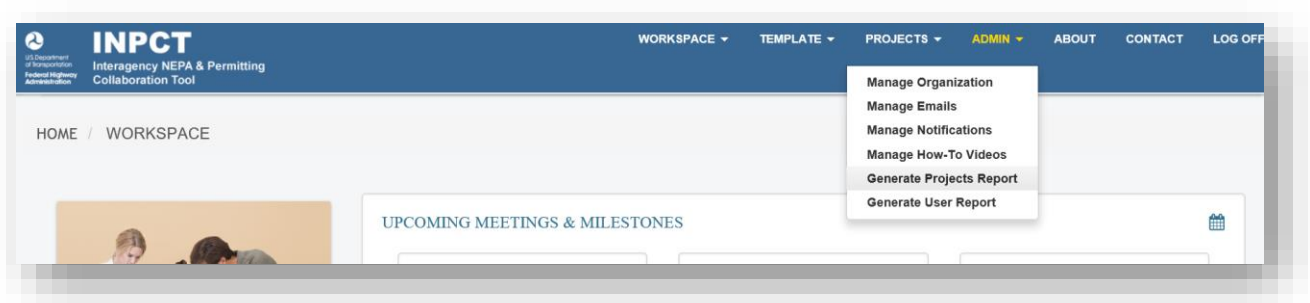 US Department
of Transportation
Federal Highway
Administration
INPCT
Interagency NEPA & Permitting
Collaboration Tool
WORKSPACE
TEMPLATE
PROJECTS
ADMIN
ABOUT
CONTACT
LOG OFF
Manage Organization
Manage Emails
Manage Notifications
Manage How-To Videos
Generate Projects Report
Generate User Report
HOME / WORKSPACE
UPCOMING MEETINGS & MILESTONES